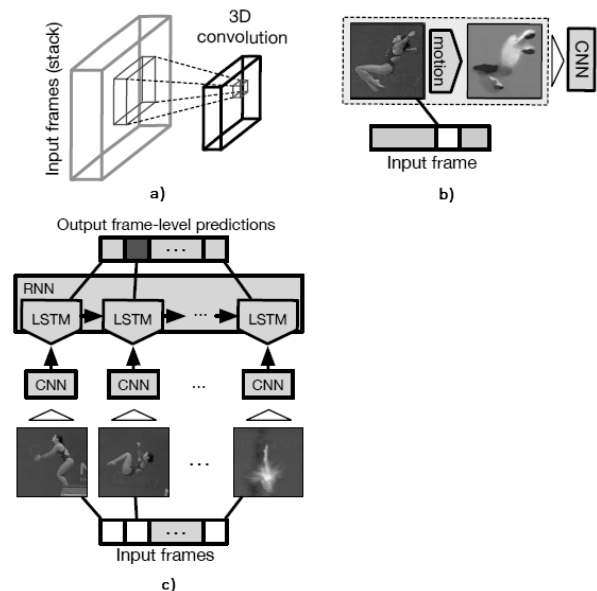 3D
convolution
Input frames (stack)
a)
motion
CNN
Input frame
b)
Output frame-level predictions
...
RNN
LSTM
LSTM
...
LSTM
CNN
CNN
...
CNN
...
...
Input frames
c)